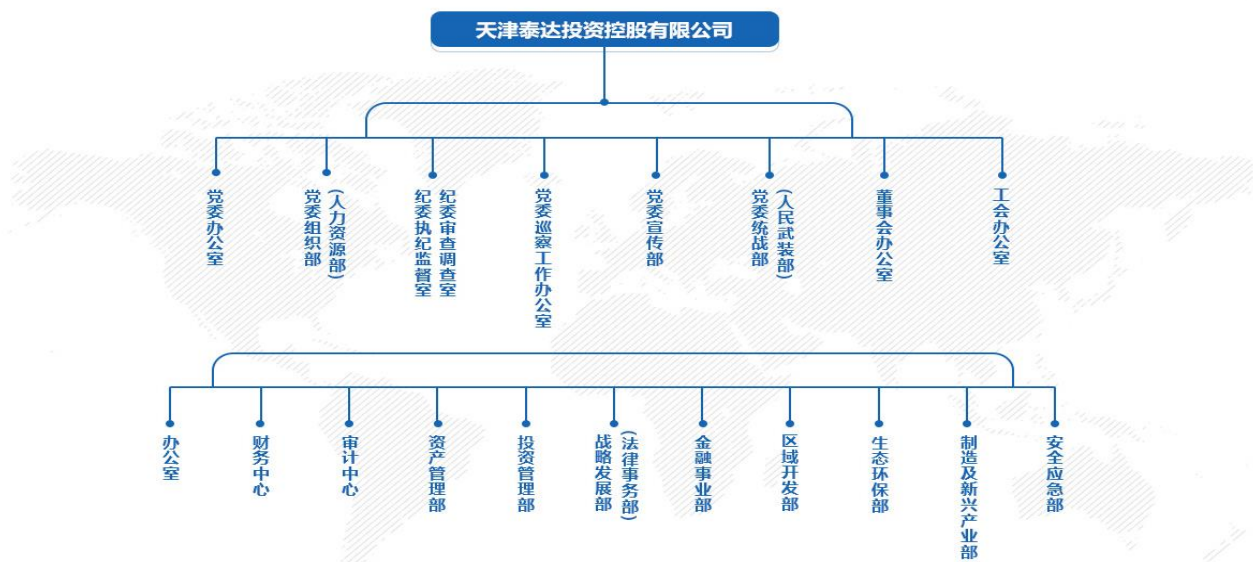 天津泰达投资控股有限公司
党委办公室
党委组织部
(人力资源部)
纪委执纪监督室
纪委审查调查室
党委巡察工作办公室
党委宣传部
党委统战部
(人民武装部)
董事会办公室
工会办公室
办公室
财务中心
审计中心
资产管理部
投资管理部
战略发展部
(法律事务部)
金融事业部
区域开发部
生态环保部
制造及新兴产业部
安全应急部